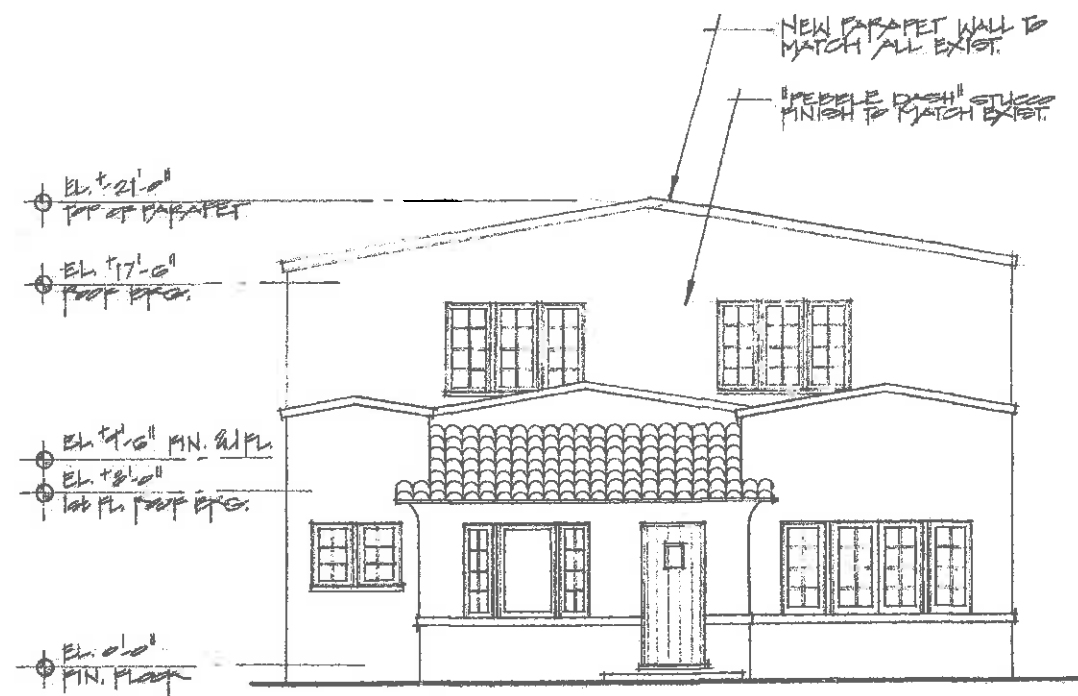 NEW PARAPET WALL TO
MATCH ALL EXIST.
"PEBBLE DASH" STUCCO
FINISH TO MATCH EXIST.
EL. +21'-0"
TOP OF PARAPET
EL. +17'-6"
ROOF BRG.
EL. +9'-6" FIN. 2nd FL.
EL. +8'-0"
1st FL. ROOF BRG.
EL. 0'-0"
FIN. FLOOR